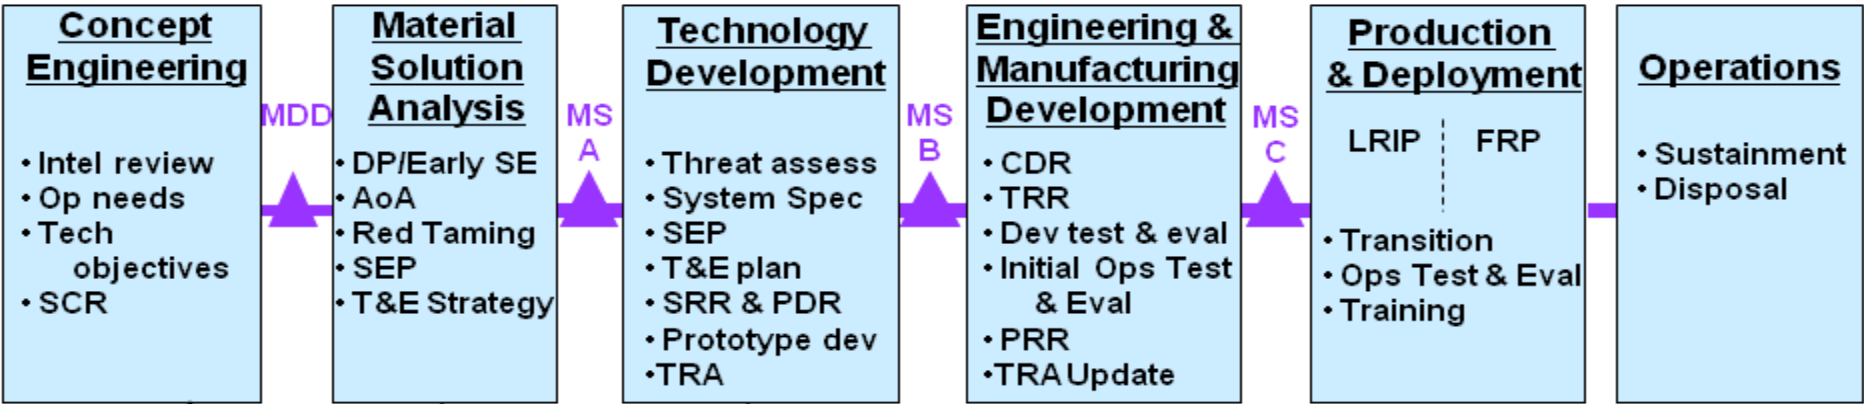 Concept
Engineering
• Intel review
• Op needs
• Tech
objectives
• SCR
MDD
Material
Solution
Analysis
• DP/Early SE
• AoA
• Red Taming
• SEP
• T&E Strategy
MS
A
Technology
Development
• Threat assess
• System Spec
• SEP
• T&E plan
• SRR & PDR
• Prototype dev
•TRA
MS
B
Engineering &
Manufacturing
Development
• CDR
• TRR
• Dev test & eval
• Initial Ops Test
& Eval
• PRR
•TRA Update
MS
C
Production
& Deployment
LRIP FRP
• Transition
• Ops Test & Eval
• Training
Operations
• Sustainment
• Disposal